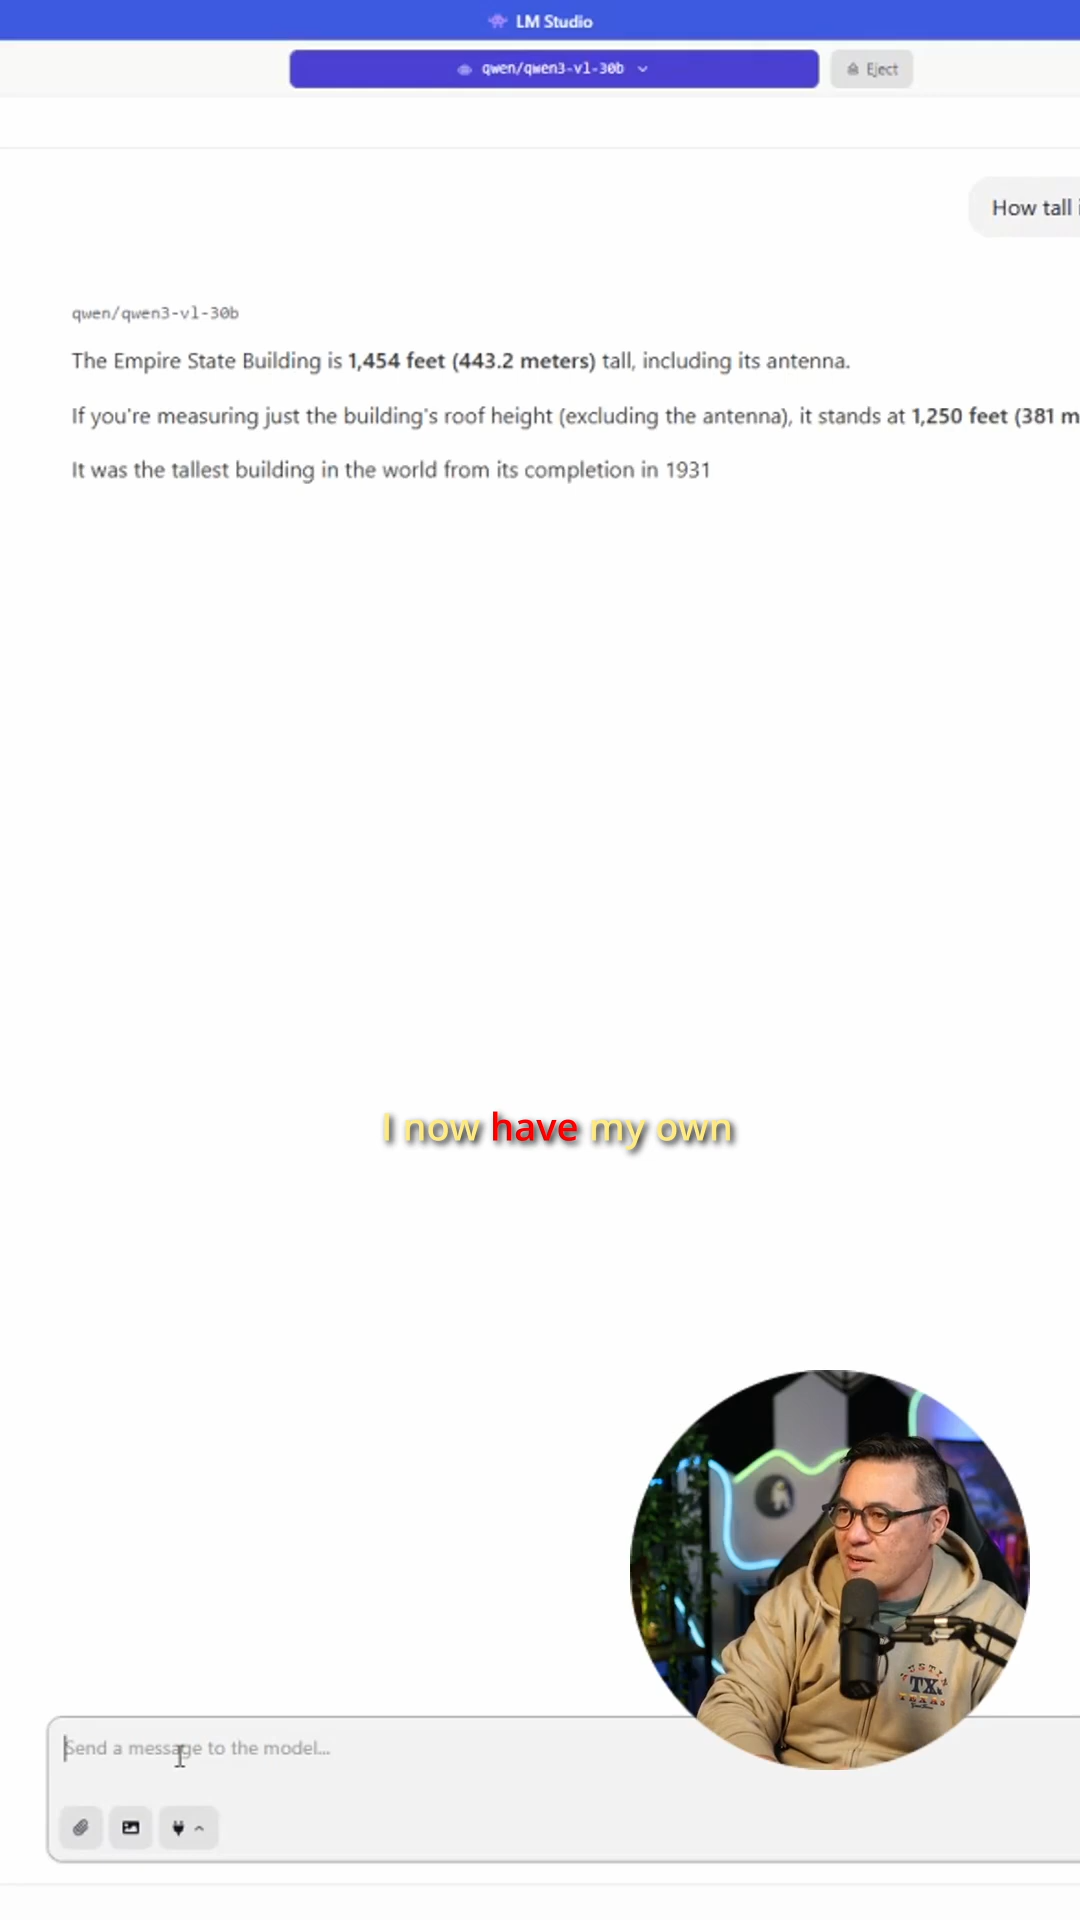 LM Studio
qwen/qwen3-vl-30b
Eject
How tall
qwen/qwen3-vl-30b
The Empire State Building is 1,454 feet (443.2 meters) tall, including its antenna.
If you're measuring just the building's roof height (excluding the antenna), it stands at 1,250 feet (381 m
It was the tallest building in the world from its completion in 1931
I now have my own
AUSTIN
TX
TEXAS
Send a message to the model...